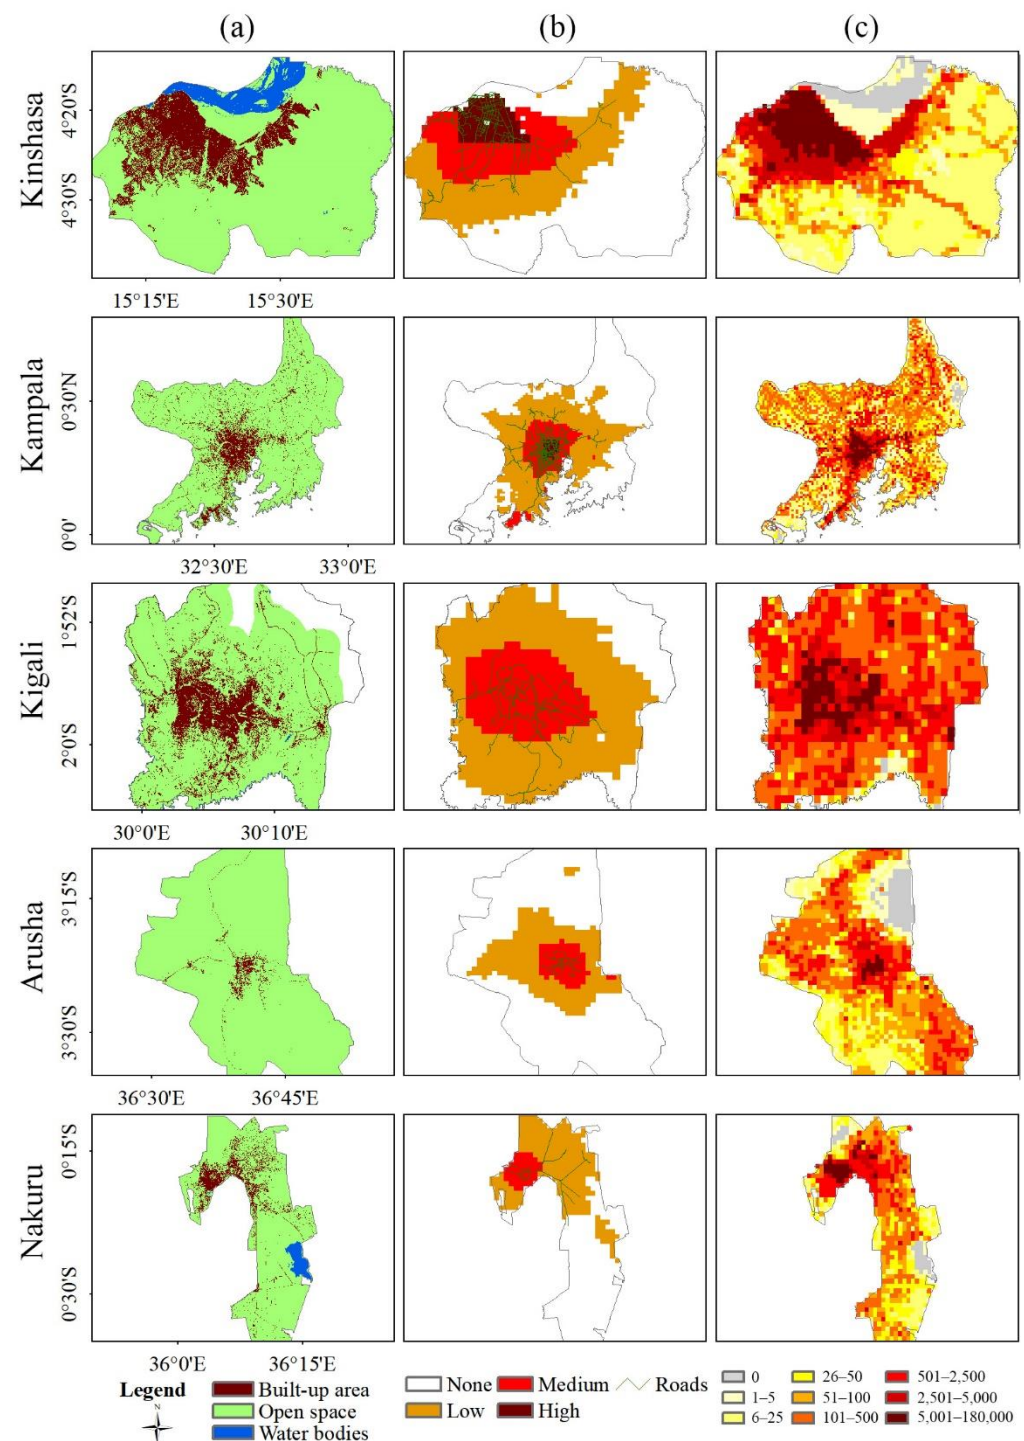 (a) (b) (c)
Kinshasa
4°20'S
4°30'S
15°15'E 15°30'E
Kampala
0°30'N
0°0'
32°30'E 33°0'E
Kigali
1°52'S
2°0'S
30°0'E 30°10'E
Arusha
3°15'S
3°30'S
36°30'E 36°45'E
Nakuru
0°15'S
0°30'S
36°0'E 36°15'E
Legend
N
Built-up area
Open space
Water bodies
None Medium Roads
Low High
0 26–50 501–2,500
1–5 51–100 2,501–5,000
6–25 101–500 5,001–180,000